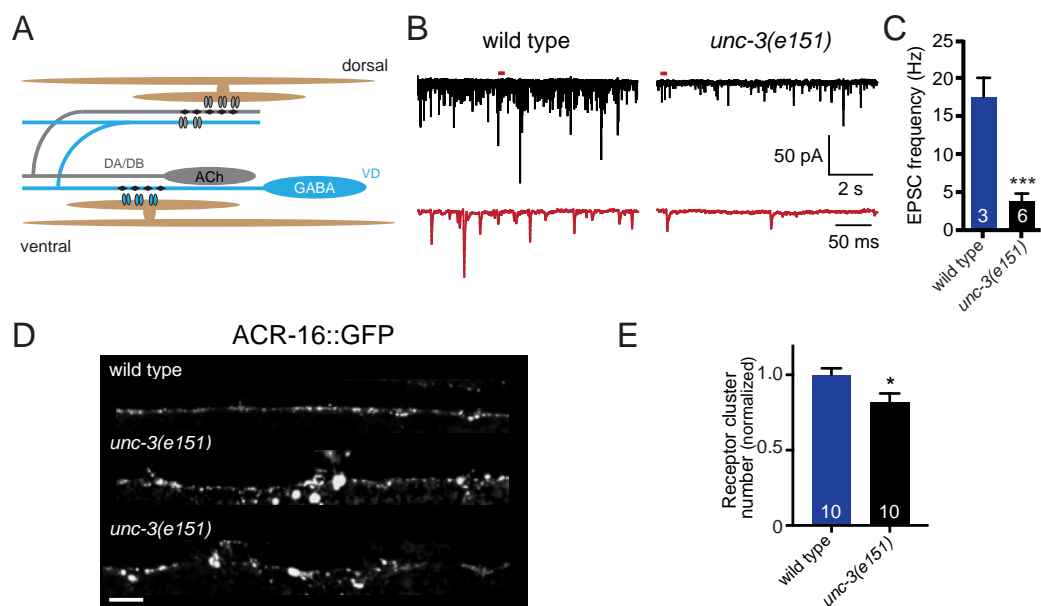 A
dorsal
DA/DB
ACh
GABA
VD
ventral
B
wild type
unc-3(e151)
50 pA
2 s
50 ms
C
EPSC frequency (Hz)
25
20
15
10
5
0
***
3
6
wild type
unc-3(e151)
D
ACR-16::GFP
wild type
unc-3(e151)
unc-3(e151)
E
Receptor cluster
number (normalized)
1.0
0.5
0
*
10
10
wild type
unc-3(e151)